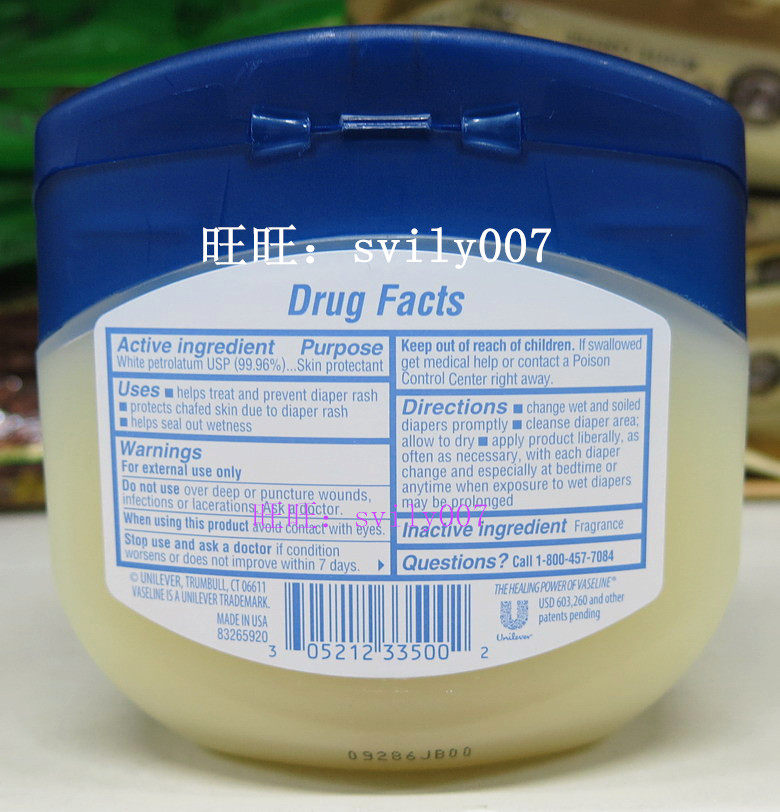 旺旺：svily007
Drug Facts
Active ingredient Purpose
White petrolatum USP (99.96%)...Skin protectant
Uses ■ helps treat and prevent diaper rash
■ protects chafed skin due to diaper rash
■ helps seal out wetness
Warnings
For external use only
Do not use over deep or puncture wounds,
infections or lacerations. Ask a doctor.
When using this product avoid contact with eyes.
Stop use and ask a doctor if condition
worsens or does not improve within 7 days.
旺旺：svily007
Keep out of reach of children. If swallowed
get medical help or contact a Poison
Control Center right away.
Directions ■ change wet and soiled
diapers promptly ■ cleanse diaper area;
allow to dry ■ apply product liberally, as
often as necessary, with each diaper
change and especially at bedtime or
anytime when exposure to wet diapers
may be prolonged
Inactive ingredient Fragrance
Questions? Call 1-800-457-7084
© UNILEVER, TRUMBULL, CT 06611
VASELINE IS A UNILEVER TRADEMARK.
MADE IN USA
83265920
3 05212 33500 2
THE HEALING POWER OF VASELINE®
USD 603,260 and other
patents pending
Unilever
09286JB00